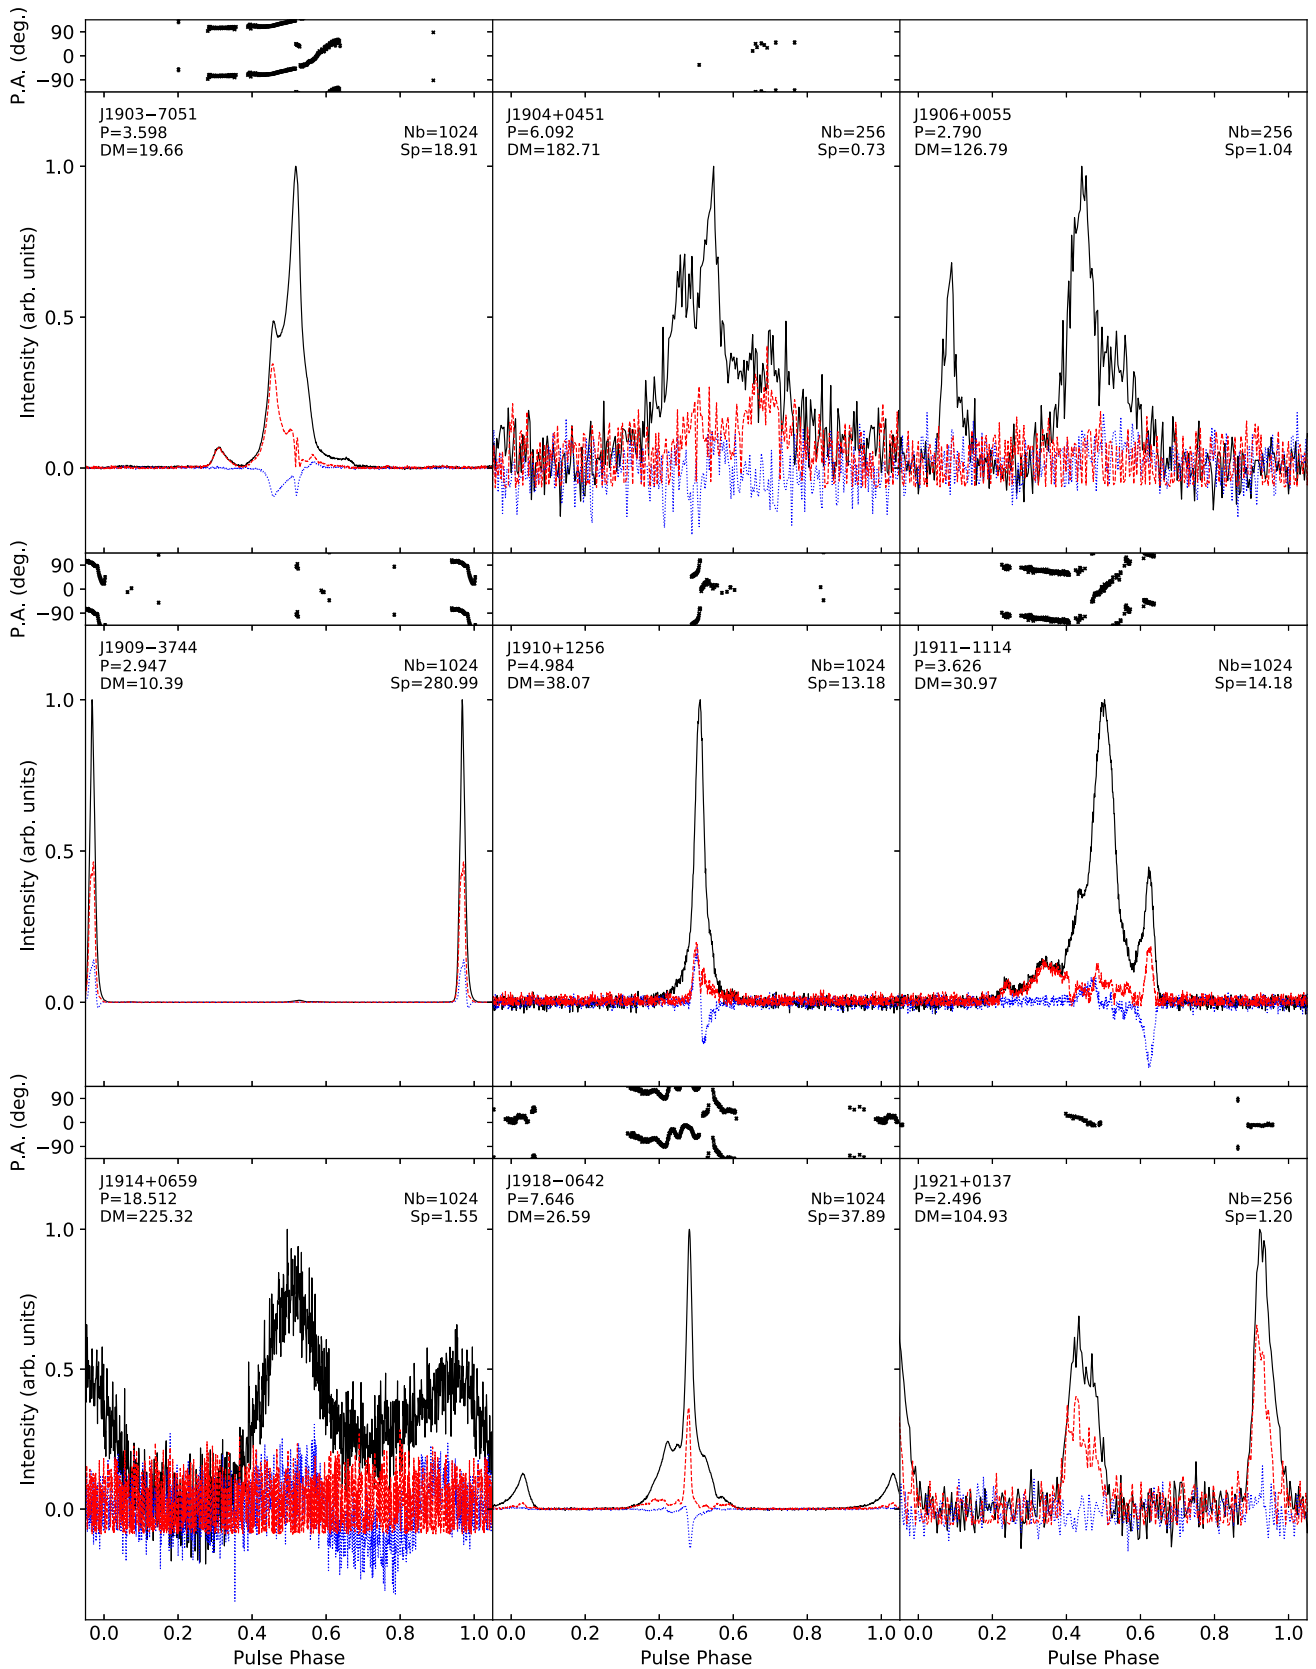 P.A. (deg.)
0
−90
J1903−7051
P=3.598
DM=19.66
Nb=1024
Sp=18.91
J1904+0451
P=6.092
DM=182.71
Nb=256
Sp=0.73
J1906+0055
P=2.790
DM=126.79
Nb=256
Sp=1.04
Intensity (arb. units)
1.0
0.5
0.0
P.A. (deg.)
90
0
−90
J1909−3744
P=2.947
DM=10.39
Nb=1024
Sp=280.99
J1910+1256
P=4.984
DM=38.07
Nb=1024
Sp=13.18
J1911−1114
P=3.626
DM=30.97
Nb=1024
Sp=14.18
Intensity (arb. units)
1.0
0.5
0.0
P.A. (deg.)
90
0
−90
J1914+0659
P=18.512
DM=225.32
Nb=1024
Sp=1.55
J1918−0642
P=7.646
DM=26.59
Nb=1024
Sp=37.89
J1921+0137
P=2.496
DM=104.93
Nb=256
Sp=1.20
Intensity (arb. units)
1.0
0.5
0.0
0.0 0.2 0.4 0.6 0.8 1.0
0.0 0.2 0.4 0.6 0.8 1.0
0.0 0.2 0.4 0.6 0.8 1.0
Pulse Phase
Pulse Phase
Pulse Phase